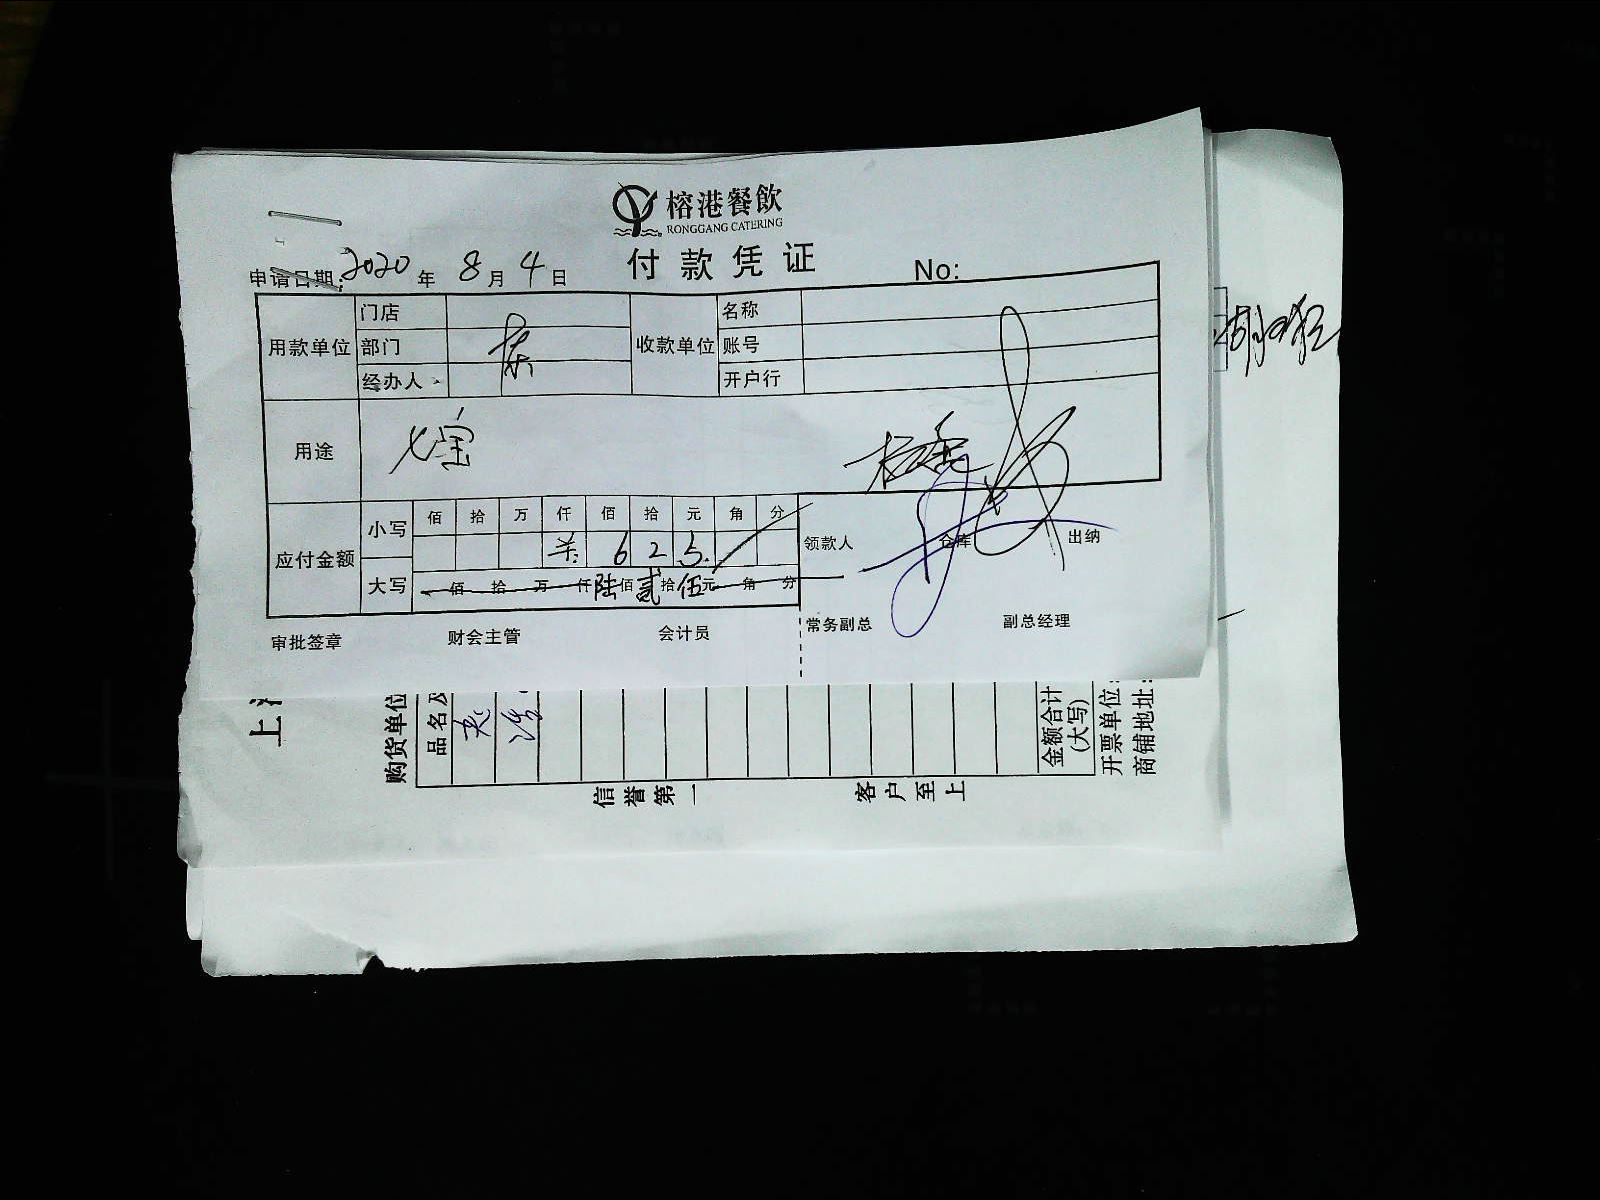 榕港餐飲
RONGGANG CATERING
付款凭证
申请日期: 2020 年 8 月 4 日 No:
用款单位 门店 收款单位 名称
部门 账号
经办人 开户行
用途 七宝
应付金额 小写 佰 拾 万 仟 佰 拾 元 角 分
6 2 5. 领款人 仓库 出纳
大写 佰 拾 万 仟 陆 佰 贰 拾 伍 元 角 分
审批签章 财会主管 会计员 常务副总 副总经理
上
购货单位
品名及
金额合计
(大写)
开票单位:
商铺地址:
信誉第一 客户至上